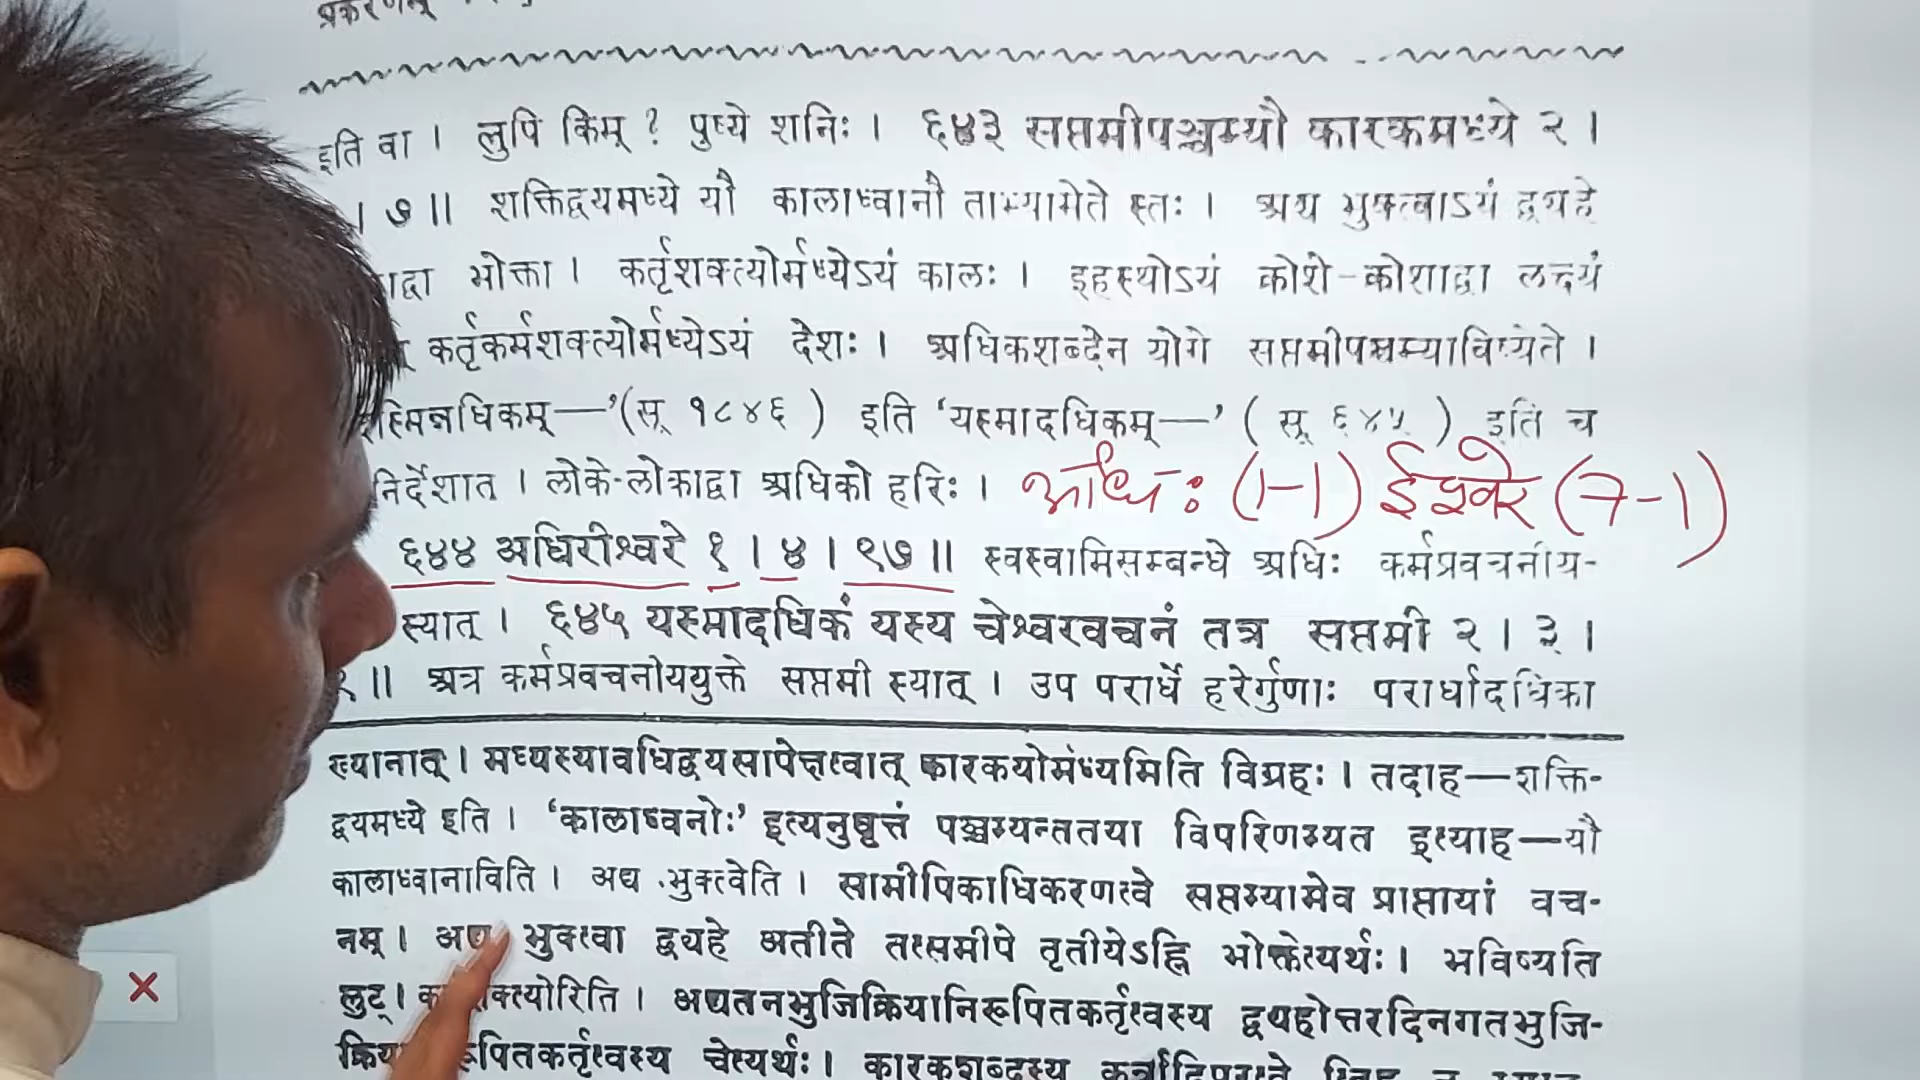 प्रकरणम्
इति वा । लुपि किम् ? पुष्ये शनिः । ६४३ सप्तमीपञ्चम्यौ कारकमध्ये २ ।
। ७ ॥ शक्तिद्वयमध्ये यौ कालाध्वानौ ताभ्यामेते स्तः । अद्य भुक्त्वाऽयं द्व्यहे
द्वा भोक्ता । कर्तृशक्त्योर्मध्येऽयं कालः । इहस्थोऽयं क्रोशे-क्रोशाद्वा लक्ष्यं
कर्तृकर्मशक्त्योर्मध्येऽयं देशः । अधिकशब्देन योगे सप्तमीपञ्चम्याविष्येते ।
स्मिन्नधिकम्—’(सू १८४६ ) इति ‘यस्मादधिकम्—’ ( सू ६४५ ) इति च
निर्देशात् । लोके-लोकाद्वा अधिको हरिः । अधिः (1-1) ईश्वरे (7-1)
६४४ अधिरीश्वरे १ । ४ । ९७ ॥ स्वस्वामिसम्बन्धे अधिः कर्मप्रवचनीय-
स्यात् । ६४५ यस्मादधिकं यस्य चेश्वरवचनं तत्र सप्तमी २ । ३ ।
॥ अत्र कर्मप्रवचनीययुक्ते सप्तमी स्यात् । उप परार्धे हरेर्गुणाः परार्धादधिका
ख्यानात् । मध्यस्यावधिद्वयसापेक्षत्वात् कारकयोर्मध्यमिति विग्रहः । तदाह—शक्ति-
द्वयमध्ये इति । ‘कालाध्वनोः’ इत्यनुवृत्तं पञ्चम्यन्ततया विपरिणम्यत इत्याह—यौ
कालाध्वानाविति । अद्य भुक्त्वेति । सामीपिकाधिकरणत्वे सप्तम्यामेव प्राप्तायां वच-
नम् । अद्य भुक्त्वा द्व्यहे अतीते तत्समीपे तृतीयेऽह्नि भोक्तेत्यर्थः । भविष्यति
लुट् । क क्त्योरिति । अद्यतनभुजिक्रियानिरूपितकर्तृत्वस्य द्व्यहोत्तरदिनगतभुजि-
क्रिया रूपितकर्तृत्वस्य चेत्यर्थः । कारकशब्दस्य